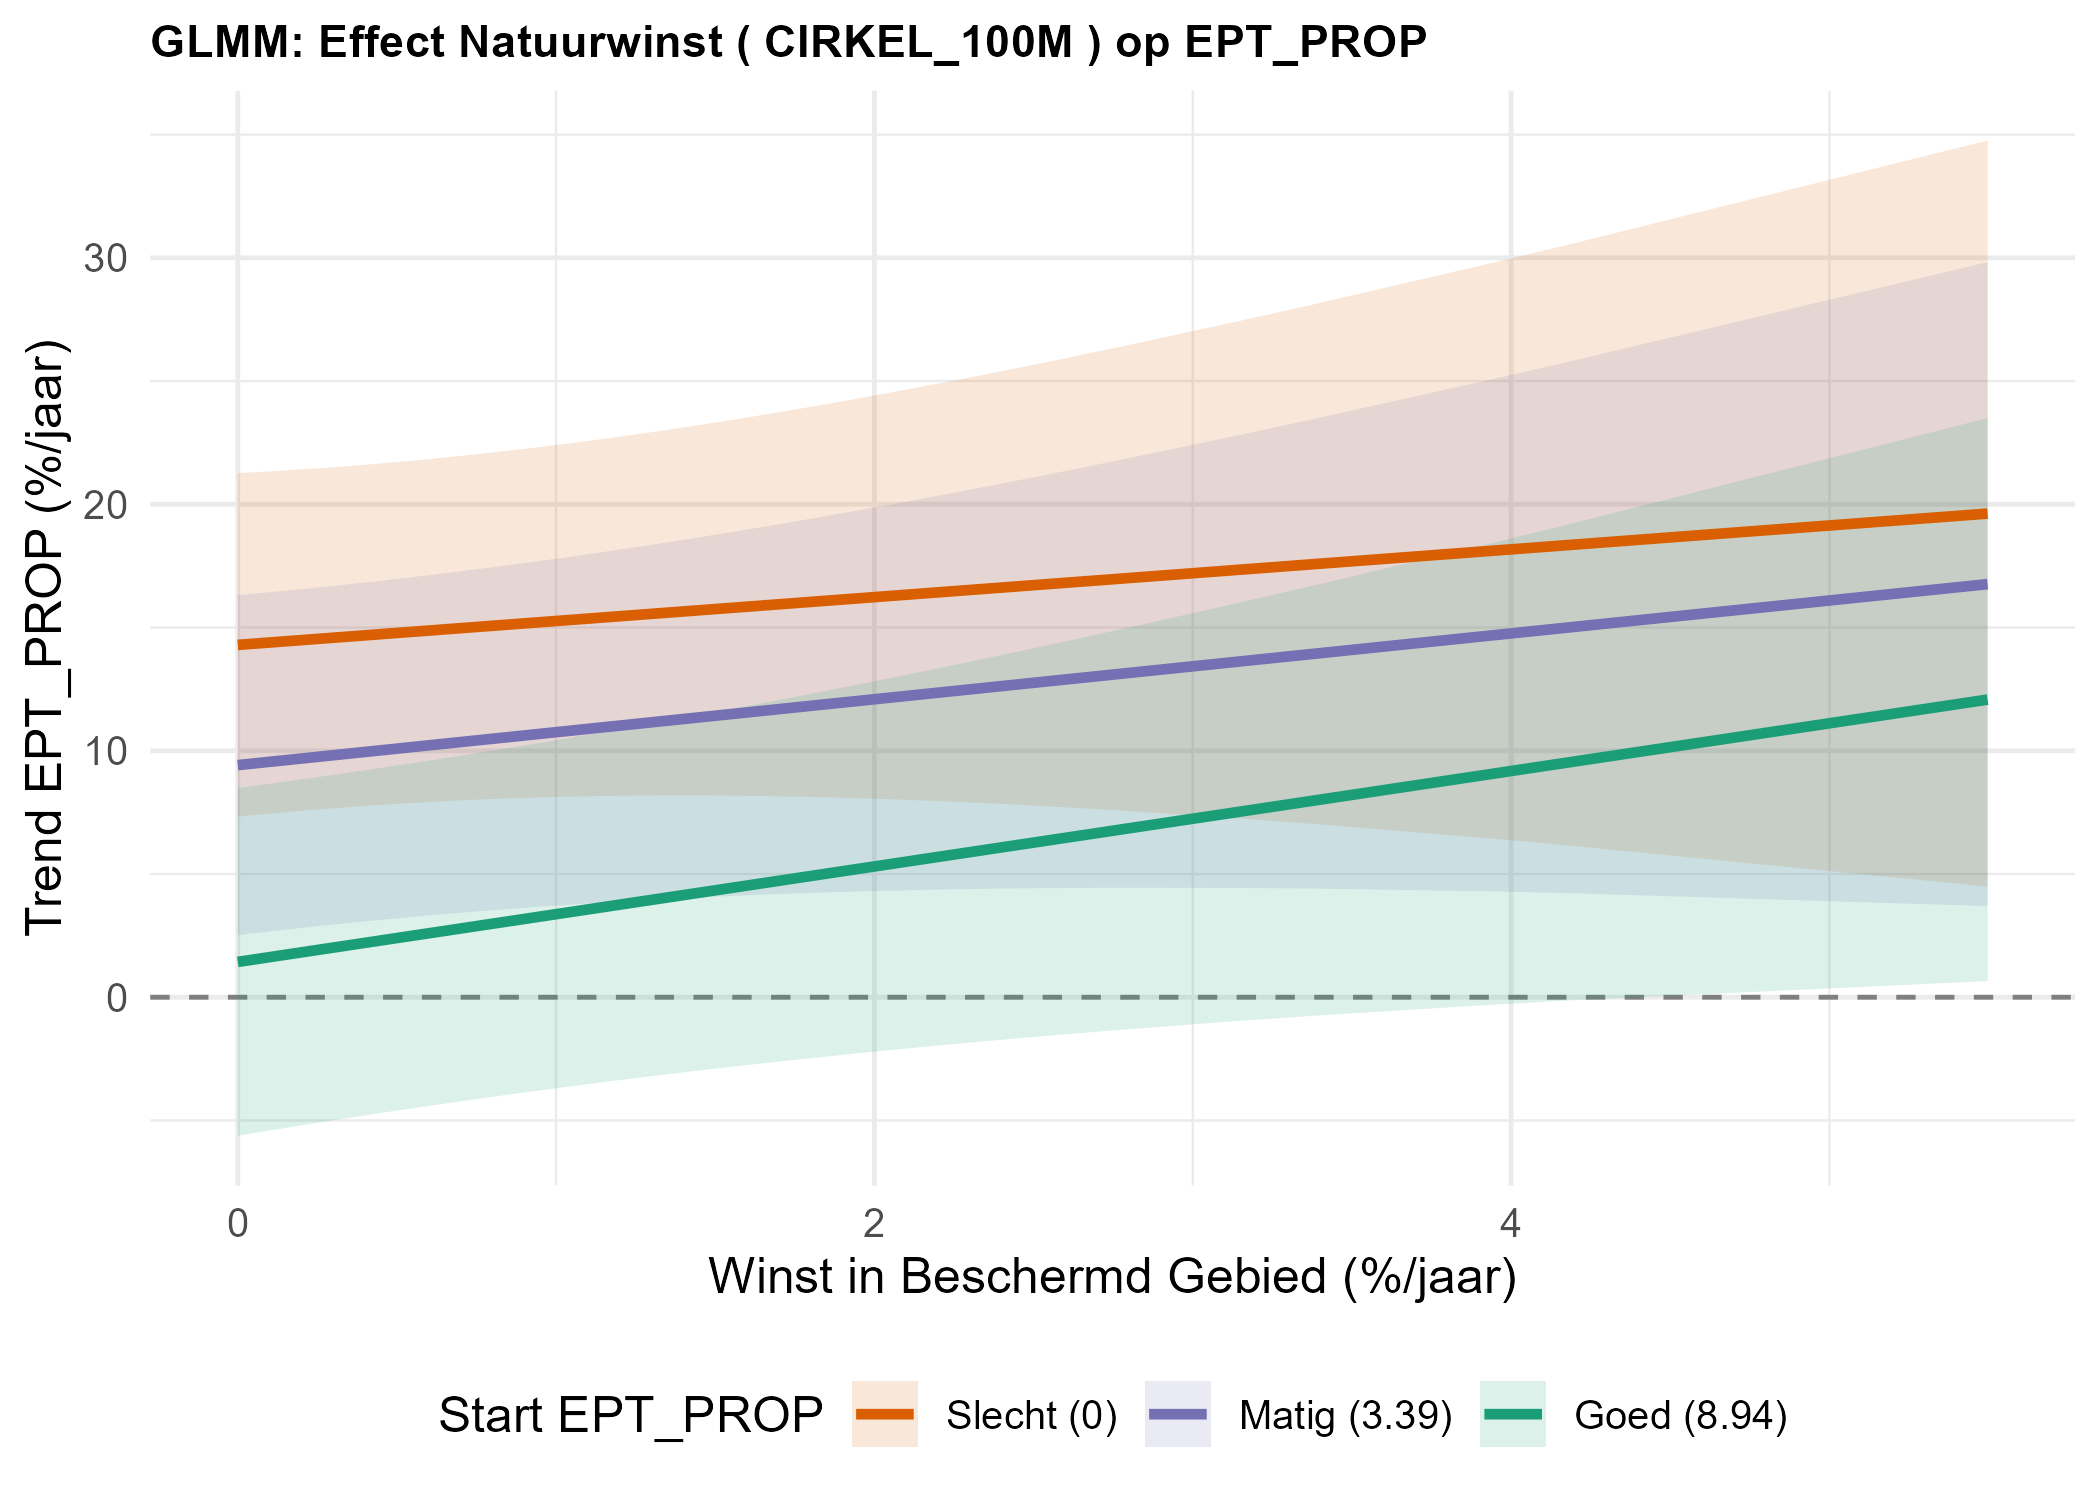 GLMM: Effect Natuurwinst ( CIRKEL_100M ) op EPT_PROP
Trend EPT_PROP (%/jaar)
30
20
10
0
0 2 4
Winst in Beschermd Gebied (%/jaar)
Start EPT_PROP Slecht (0) Matig (3.39) Goed (8.94)